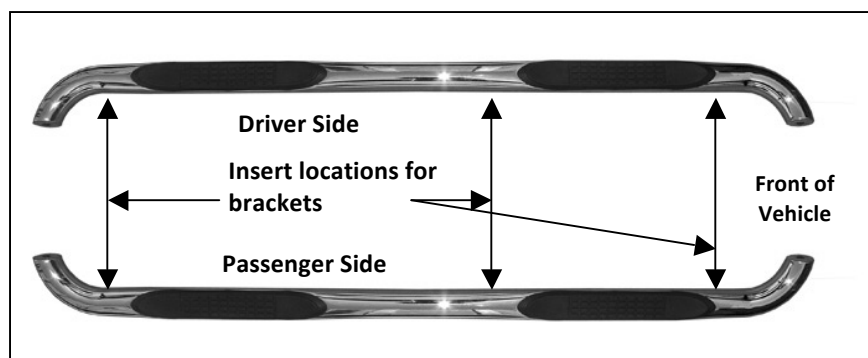 Driver Side
Insert locations for
brackets
Front of
Vehicle
Passenger Side